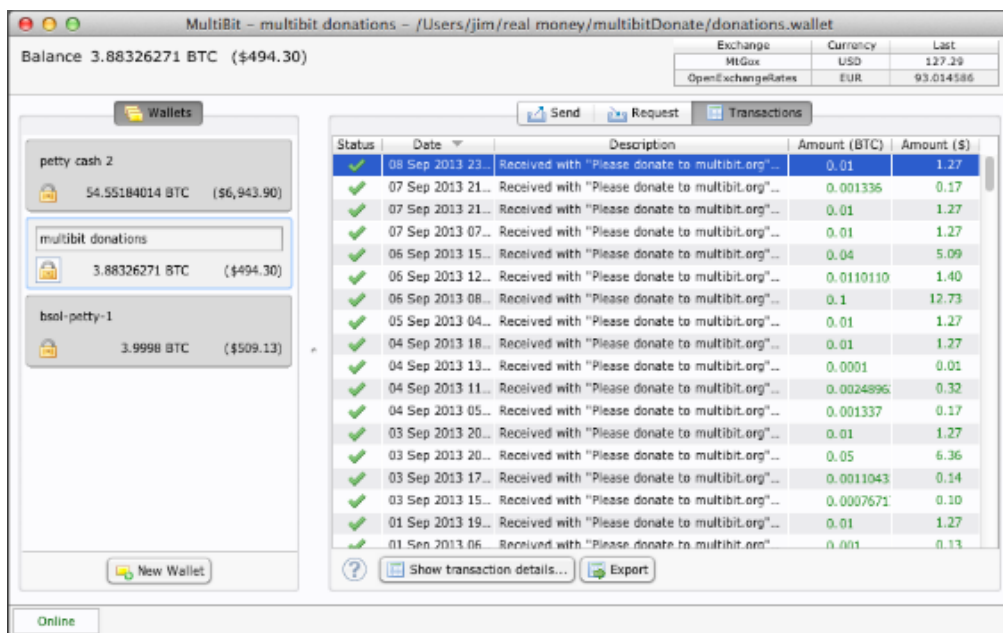 MultiBit – multibit donations – /Users/jim/real money/multibitDonate/donations.wallet
Balance 3.88326271 BTC ($494.30)
Exchange Currency Last
MtGox USD 127.29
OpenExchangeRates EUR 93.014586
Wallets
petty cash 2
54.55184014 BTC ($6,943.90)
multibit donations
3.88326271 BTC ($494.30)
bsol-petty-1
3.9998 BTC ($509.13)
New Wallet
Send Request Transactions
Status Date Description Amount (BTC) Amount ($)
08 Sep 2013 23... Received with "Please donate to multibit.org"... 0.01 1.27
07 Sep 2013 21... Received with "Please donate to multibit.org"... 0.001336 0.17
07 Sep 2013 21... Received with "Please donate to multibit.org"... 0.01 1.27
07 Sep 2013 07... Received with "Please donate to multibit.org"... 0.01 1.27
06 Sep 2013 15... Received with "Please donate to multibit.org"... 0.04 5.09
06 Sep 2013 12... Received with "Please donate to multibit.org"... 0.0110110 1.40
06 Sep 2013 08... Received with "Please donate to multibit.org"... 0.1 12.73
05 Sep 2013 04... Received with "Please donate to multibit.org"... 0.01 1.27
04 Sep 2013 18... Received with "Please donate to multibit.org"... 0.01 1.27
04 Sep 2013 13... Received with "Please donate to multibit.org"... 0.0001 0.01
04 Sep 2013 11... Received with "Please donate to multibit.org"... 0.0024896 0.32
04 Sep 2013 05... Received with "Please donate to multibit.org"... 0.001337 0.17
03 Sep 2013 20... Received with "Please donate to multibit.org"... 0.01 1.27
03 Sep 2013 20... Received with "Please donate to multibit.org"... 0.05 6.36
03 Sep 2013 17... Received with "Please donate to multibit.org"... 0.0011043 0.14
03 Sep 2013 15... Received with "Please donate to multibit.org"... 0.0007671 0.10
01 Sep 2013 19... Received with "Please donate to multibit.org"... 0.01 1.27
01 Sep 2013 06... Received with "Please donate to multibit.org"... 0.001 0.13
? Show transaction details... Export
Online